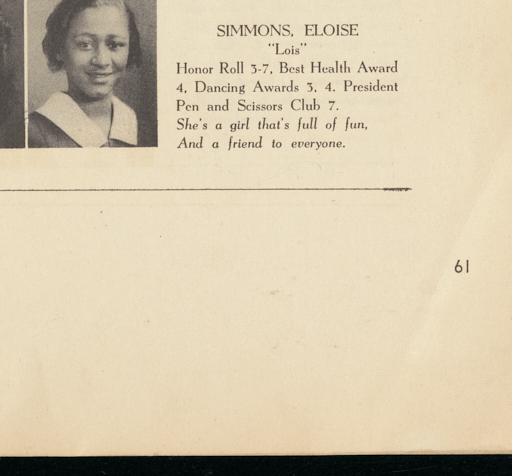 SIMMONS, ELOISE
“Lois”
Honor Roll 3-7, Best Health Award
4, Dancing Awards 3, 4. President
Pen and Scissors Club 7.
She's a girl that's full of fun,
And a friend to everyone.
61